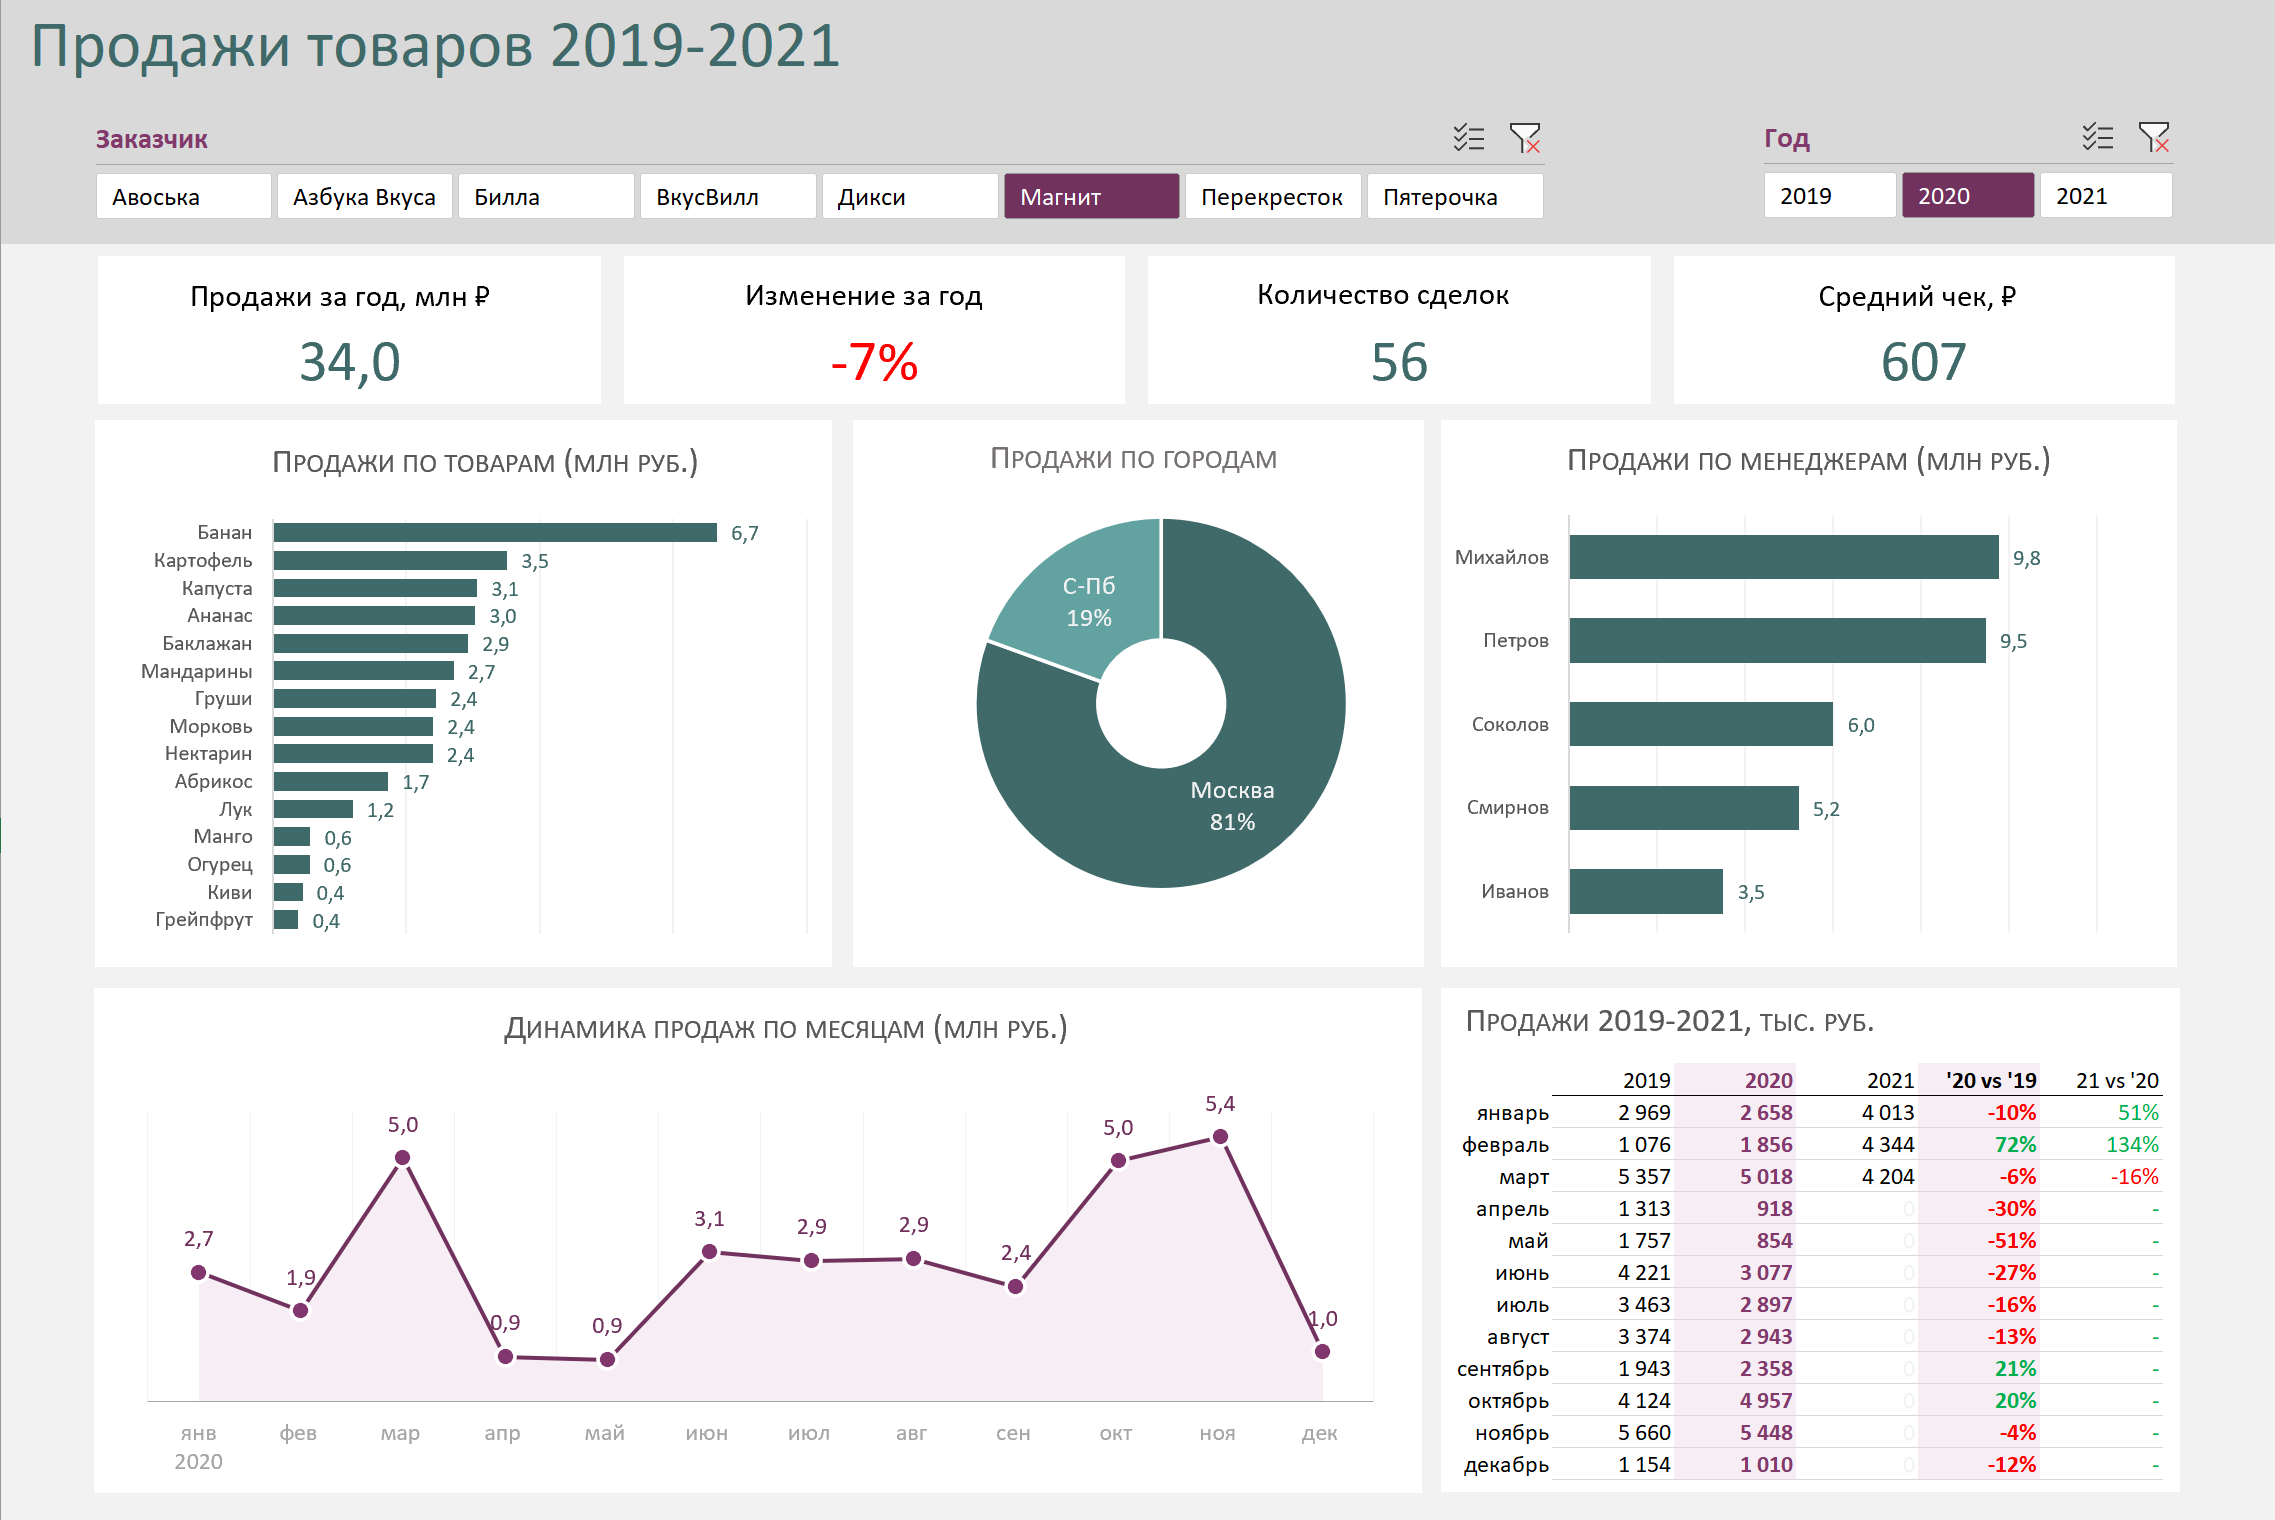 Продажи товаров 2019-2021
Заказчик
Авоська Азбука Вкуса Билла ВкусВилл Дикси Магнит Перекресток Пятерочка
Год
2019 2020 2021
Продажи за год, млн ₽
34,0
Изменение за год
-7%
Количество сделок
56
Средний чек, ₽
607
Продажи по товарам (млн руб.)
Банан 6,7
Картофель 3,5
Капуста 3,1
Ананас 3,0
Баклажан 2,9
Мандарины 2,7
Груши 2,4
Морковь 2,4
Нектарин 2,4
Абрикос 1,7
Лук 1,2
Манго 0,6
Огурец 0,6
Киви 0,4
Грейпфрут 0,4
Продажи по городам
С-Пб
19%
Москва
81%
Продажи по менеджерам (млн руб.)
Михайлов 9,8
Петров 9,5
Соколов 6,0
Смирнов 5,2
Иванов 3,5
Динамика продаж по месяцам (млн руб.)
2,7 1,9 5,0 0,9 0,9 3,1 2,9 2,9 2,4 5,0 5,4 1,0
янв фев мар апр май июн июл авг сен окт ноя дек
2020
Продажи 2019-2021, тыс. руб.
2019 2020 2021 '20 vs '19 21 vs '20
январь 2 969 2 658 4 013 -10% 51%
февраль 1 076 1 856 4 344 72% 134%
март 5 357 5 018 4 204 -6% -16%
апрель 1 313 918 0 -30% -
май 1 757 854 0 -51% -
июнь 4 221 3 077 0 -27% -
июль 3 463 2 897 0 -16% -
август 3 374 2 943 0 -13% -
сентябрь 1 943 2 358 0 21% -
октябрь 4 124 4 957 0 20% -
ноябрь 5 660 5 448 0 -4% -
декабрь 1 154 1 010 0 -12% -